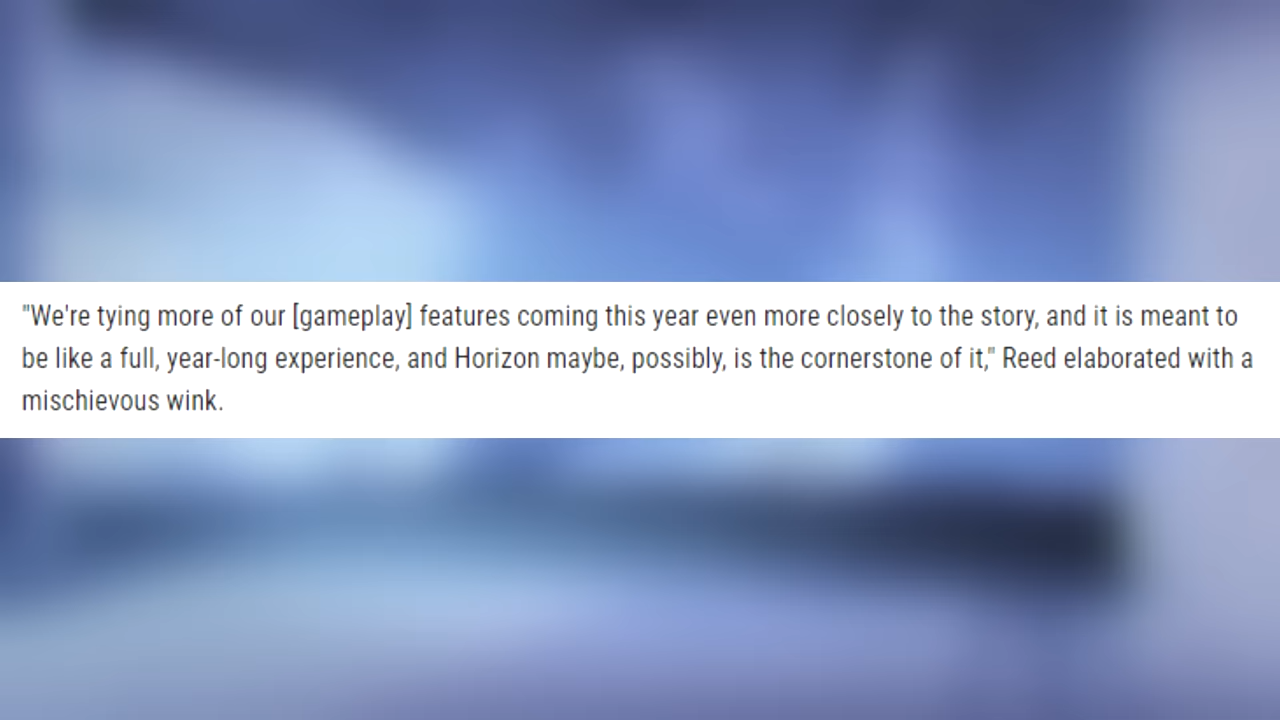 "We're tying more of our [gameplay] features coming this year even more closely to the story, and it is meant to
be like a full, year-long experience, and Horizon maybe, possibly, is the cornerstone of it," Reed elaborated with a
mischievous wink.